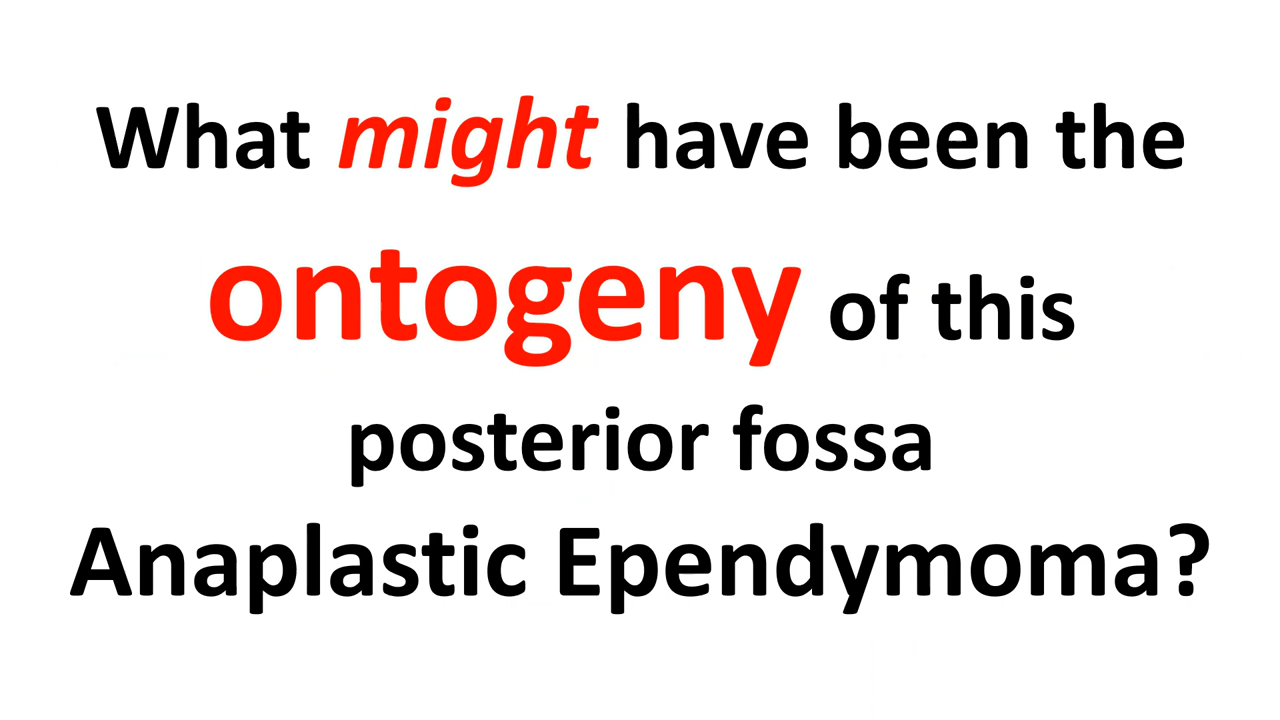 What might have been the
ontogeny of this
posterior fossa
Anaplastic Ependymoma?